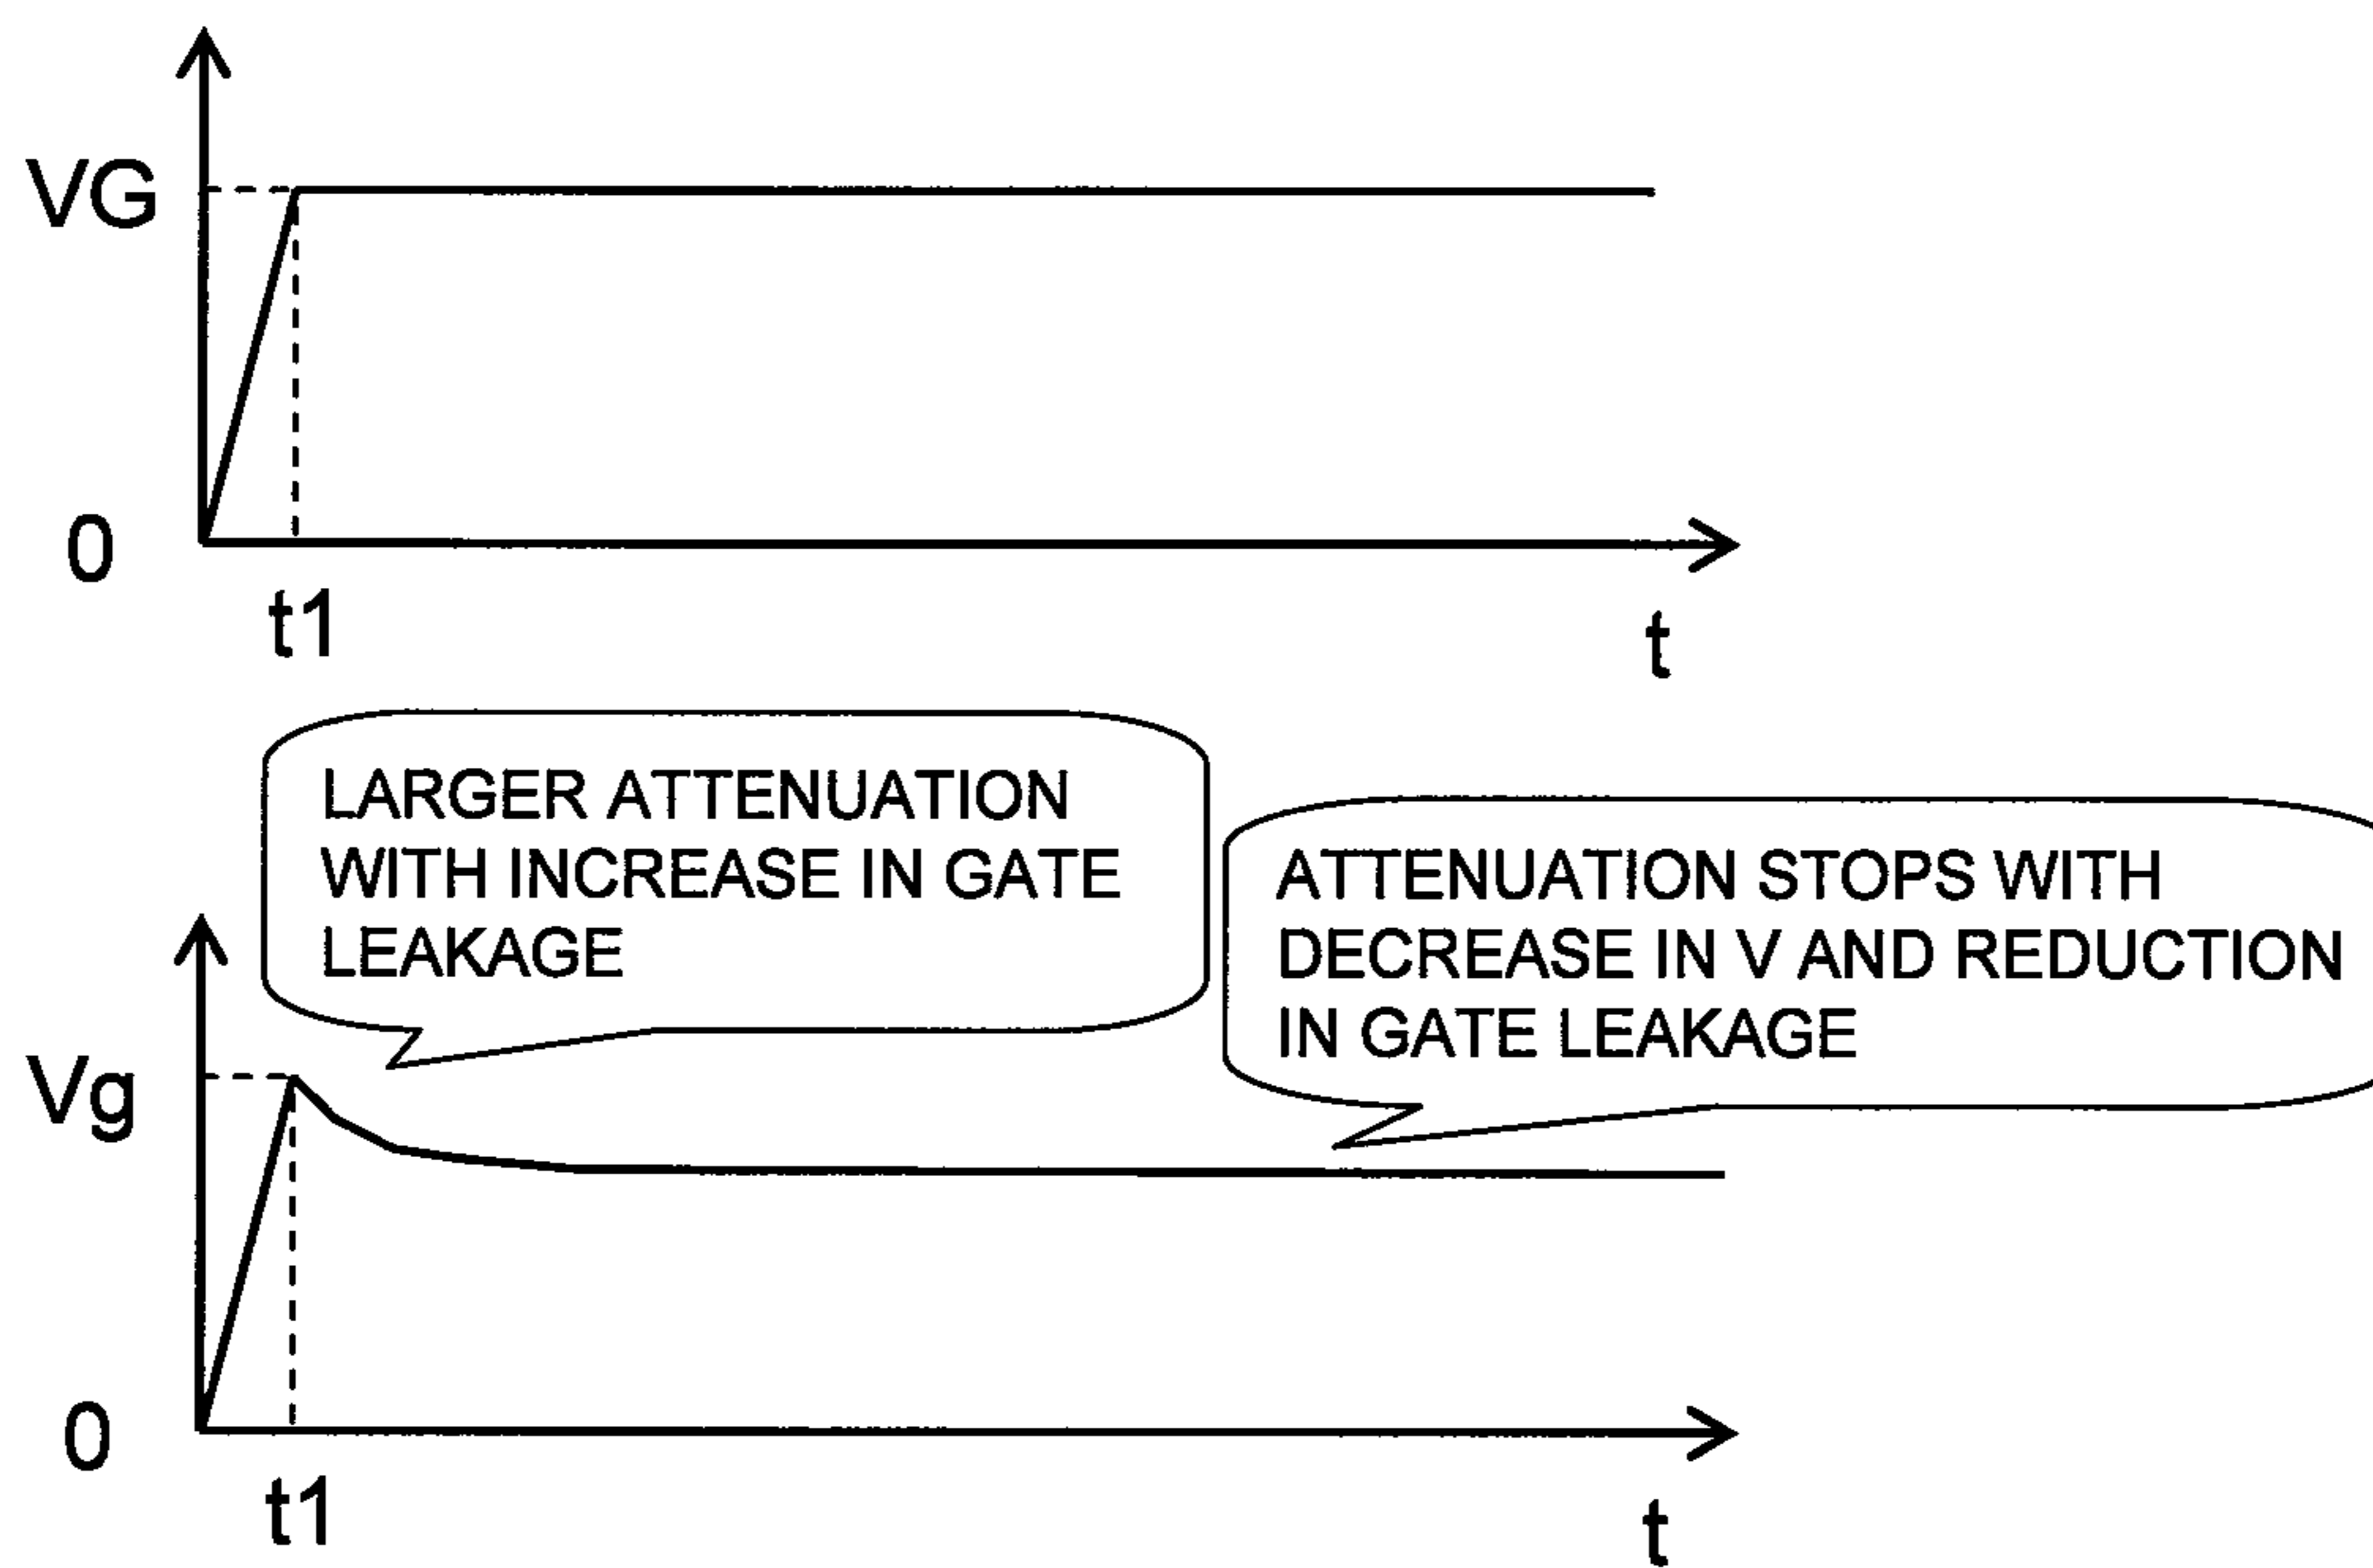 VG
0
t1
t
LARGER ATTENUATION
WITH INCREASE IN GATE
LEAKAGE
ATTENUATION STOPS WITH
DECREASE IN V AND REDUCTION
IN GATE LEAKAGE
Vg
0
t1
t